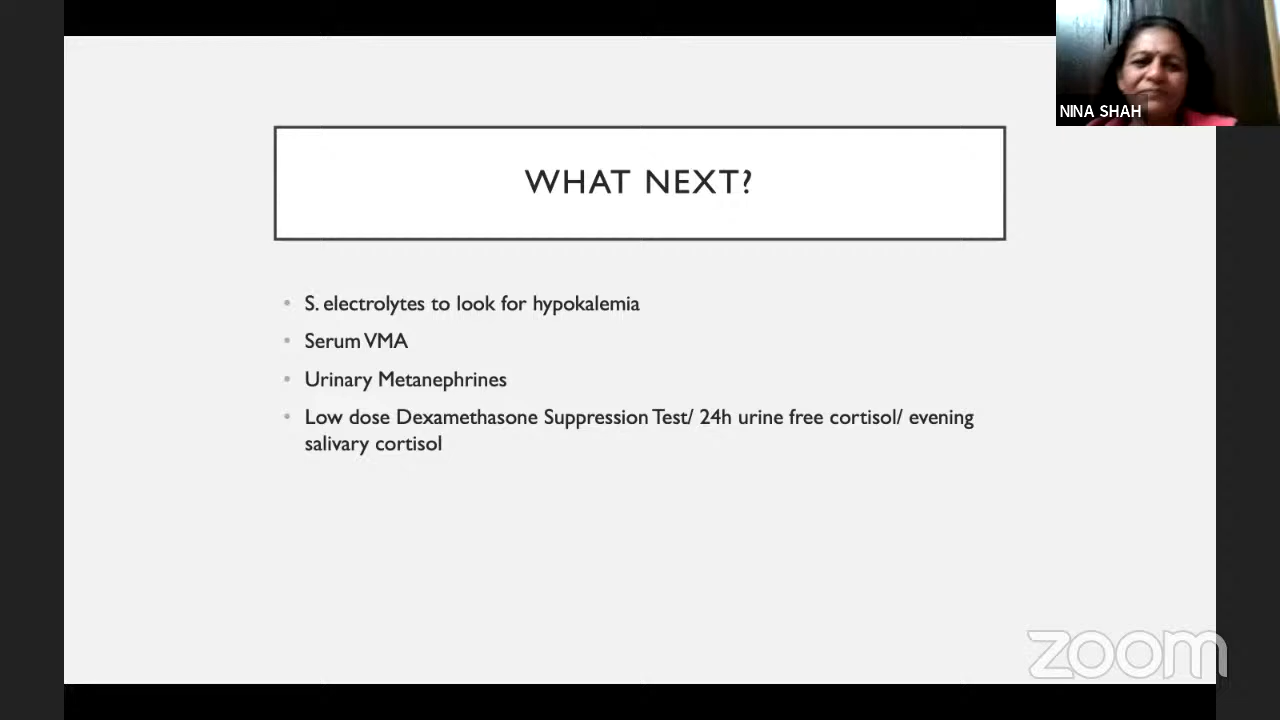 NINA SHAH
WHAT NEXT?
• S. electrolytes to look for hypokalemia
• Serum VMA
• Urinary Metanephrines
• Low dose Dexamethasone Suppression Test/ 24h urine free cortisol/ evening
salivary cortisol
zoom